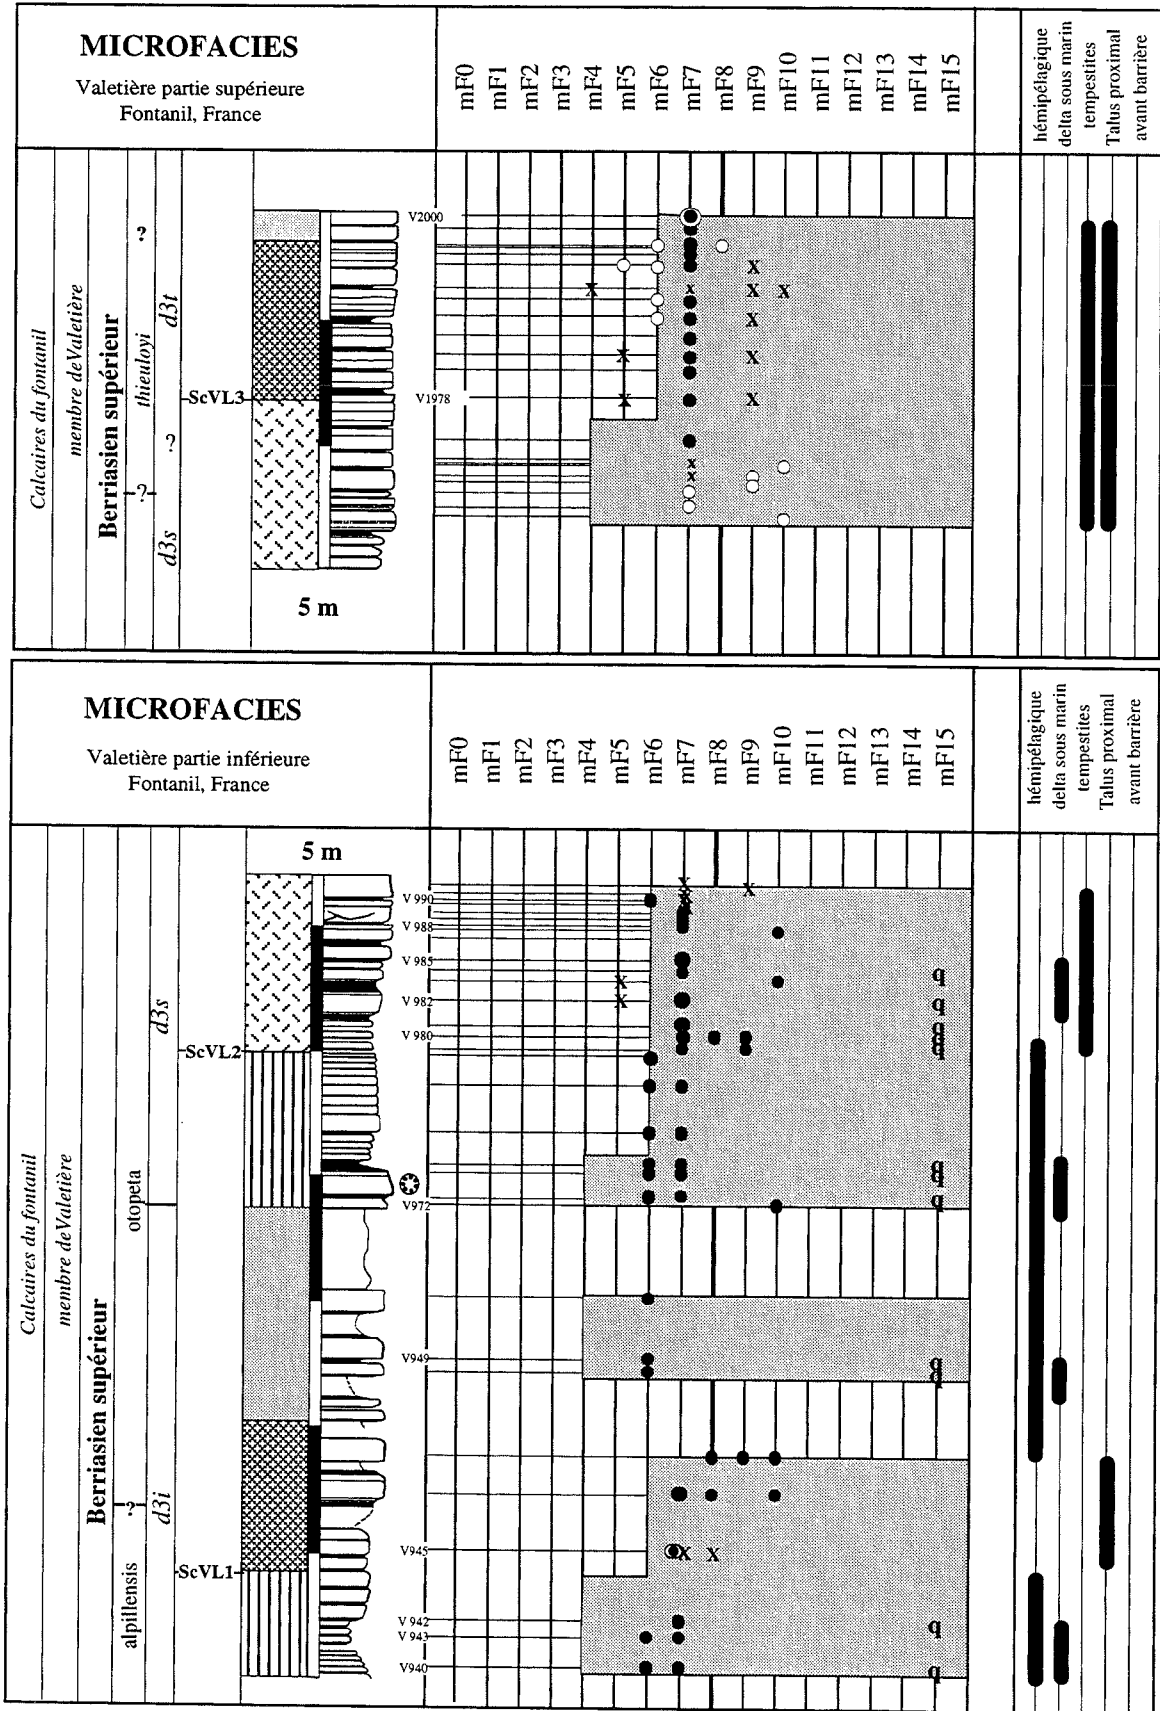 MICROFACIES
Valetière partie supérieure
Fontanil, France
mF0
mF1
mF2
mF3
mF4
mF5
mF6
mF7
mF8
mF9
mF10
mF11
mF12
mF13
mF14
mF15
hémipélagique
delta sous marin
tempestites
Talus proximal
avant barrière
Calcaires du fontanil
membre de Valetière
Berriasien supérieur
?
thieuloyi
?
?
d3t
d3s
ScVL3
V2000
V1978
x x
x x x x
x
x x
x x
x
x
5 m
MICROFACIES
Valetière partie inférieure
Fontanil, France
mF0
mF1
mF2
mF3
mF4
mF5
mF6
mF7
mF8
mF9
mF10
mF11
mF12
mF13
mF14
mF15
hémipélagique
delta sous marin
tempestites
Talus proximal
avant barrière
5 m
Calcaires du fontanil
membre de Valetière
Berriasien supérieur
otopeta
?
alpillensis
d3s
d3i
ScVL2
ScVL1
V 990
V 988
V 985
V 982
V 980
V972
V949
V945
V 942
V 943
V940
x x
x
x
x
x x
q
q
q
q
q
q
q
q
q
q
q
q